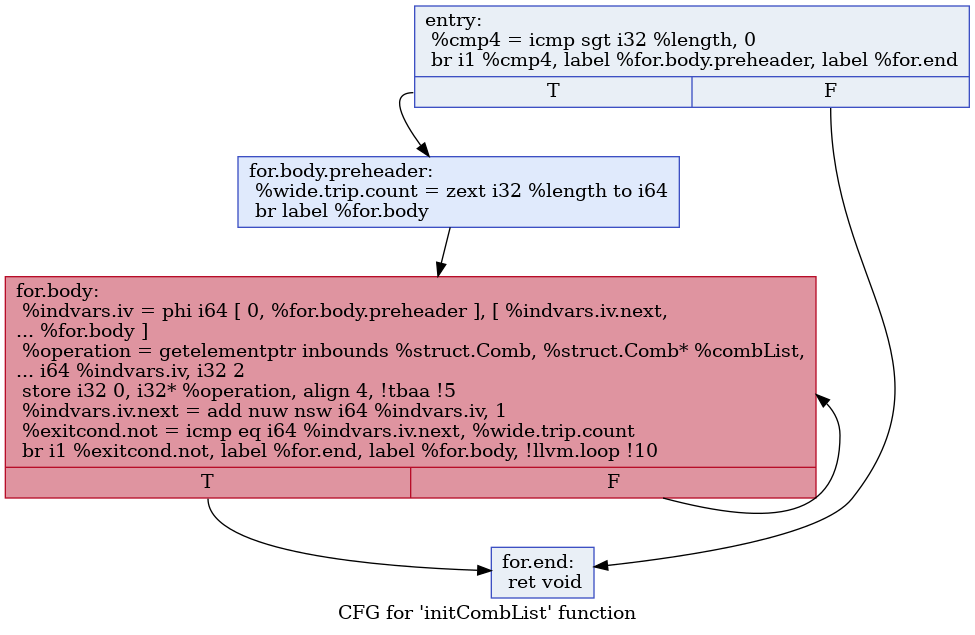 entry:
%cmp4 = icmp sgt i32 %length, 0
br i1 %cmp4, label %for.body.preheader, label %for.end
T F
for.body.preheader:
%wide.trip.count = zext i32 %length to i64
br label %for.body
for.body:
%indvars.iv = phi i64 [ 0, %for.body.preheader ], [ %indvars.iv.next,
... %for.body ]
%operation = getelementptr inbounds %struct.Comb, %struct.Comb* %combList,
... i64 %indvars.iv, i32 2
store i32 0, i32* %operation, align 4, !tbaa !5
%indvars.iv.next = add nuw nsw i64 %indvars.iv, 1
%exitcond.not = icmp eq i64 %indvars.iv.next, %wide.trip.count
br i1 %exitcond.not, label %for.end, label %for.body, !llvm.loop !10
T F
for.end:
ret void
CFG for 'initCombList' function